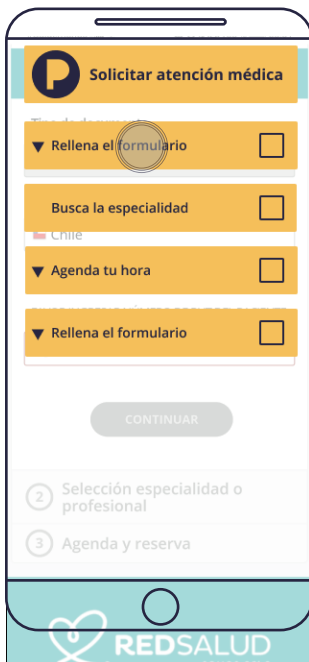 P Solicitar atención médica
▼ Rellena el formulario
Busca la especialidad
Chile
▼ Agenda tu hora
▼ Rellena el formulario
CONTINUAR
2 Selección especialidad o
profesional
3 Agenda y reserva
REDSALUD